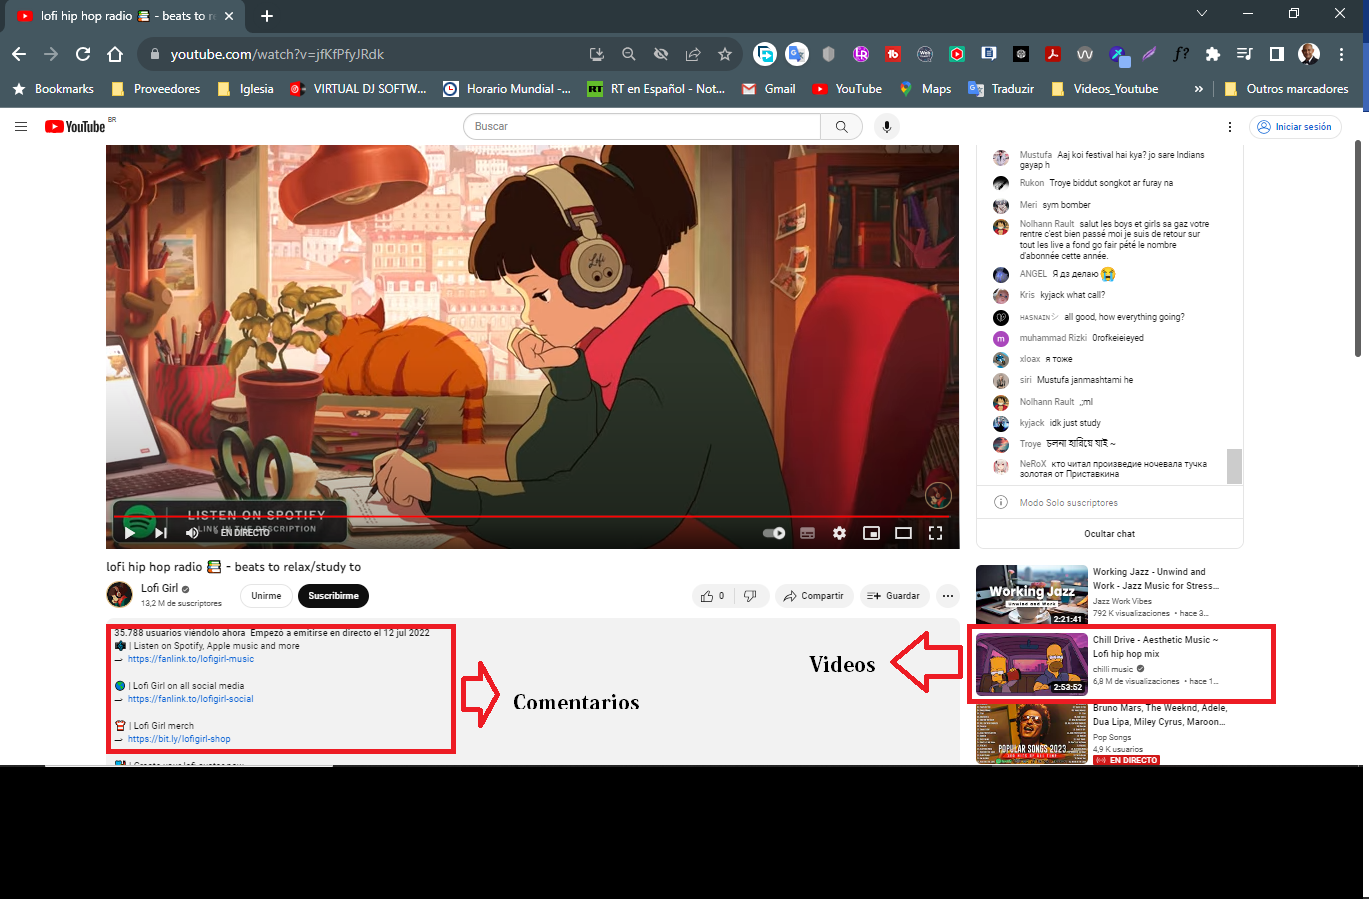 lofi hip hop radio 📚 - beats to r
youtube.com/watch?v=jfKfPfyJRdk
Bookmarks
Proveedores
Iglesia
VIRTUAL DJ SOFTW...
Horario Mundial -...
RT en Español - Not...
Gmail
YouTube
Maps
Traduzir
Videos_Youtube
»
Outros marcadores
YouTube BR
Buscar
Iniciar sesión
Lofi
LISTEN ON SPOTIFY
LINK IN THE DESCRIPTION
EN DIRECTO
lofi hip hop radio 📚 - beats to relax/study to
Lofi Girl
13,2 M de suscriptores
Unirme
Suscribirme
0
Compartir
Guardar
35.788 usuarios viéndolo ahora Empezó a emitirse en directo el 12 jul 2022
| Listen on Spotify, Apple music and more
https://fanlink.to/lofigirl-music
🌎 | Lofi Girl on all social media
https://fanlink.to/lofigirl-social
| Lofi Girl merch
https://bit.ly/lofigirl-shop
Comentarios
Videos
Mustufa Aaj koi festival hai kya? jo sare Indians
gayap h
Rukon Troye biddut songkot ar furay na
Meri sym bomber
Nolhann Rault salut les boys et girls sa gaz votre
rentre c'est bien passé moi je suis de retour sur
tout les live a fond go fair pété le nombre
d'abonnée cette année.
ANGEL Я дз делаю 😭
Kris kyjack what call?
ʜᴀꜱɴᴀɪɴシ all good, how everything going?
muhammad Rizki 0rofkeieieyed
xloax я тоже
siri Mustufa janmashtami he
Nolhann Rault ,;ml
kyjack idk just study
Troye চলনা হারিয়ে যাই ~
NeRoX кто читал произведие ночевала тучка
золотая от Приставкина
Modo Solo suscriptores
Ocultar chat
Working Jazz
Unwind and Work
2:21:41
Working Jazz - Unwind and
Work - Jazz Music for Stress...
Jazz Work Vibes
792 K visualizaciones • hace 3...
2:53:52
Chill Drive - Aesthetic Music ~
Lofi hip hop mix
chilli music
6,8 M de visualizaciones • hace 1...
POPULAR SONGS 2023
Bruno Mars, The Weeknd, Adele,
Dua Lipa, Miley Cyrus, Maroon...
Pop Songs
4,9 K usuarios
EN DIRECTO